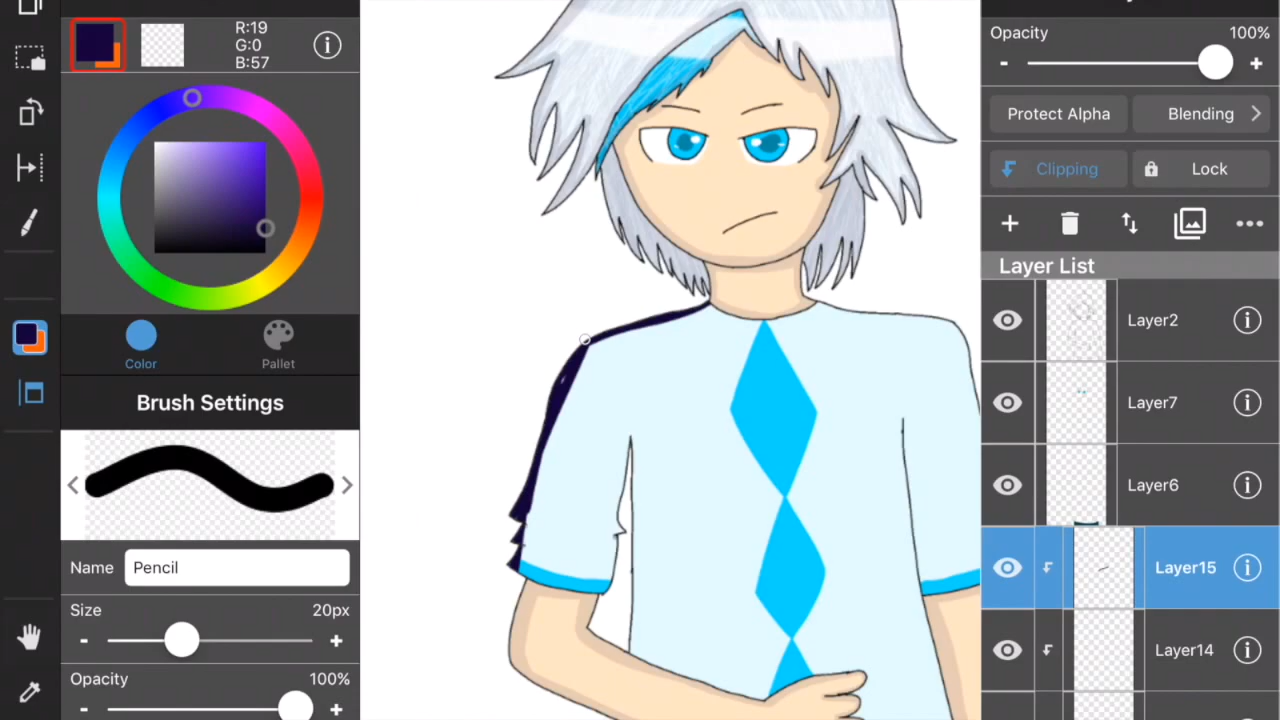 R:19
G:0
B:57
Color
Pallet
Brush Settings
Name
Pencil
Size
20px
-
+
Opacity
100%
-
+
Opacity
100%
-
+
Protect Alpha
Blending
Clipping
Lock
Layer List
Layer2
Layer7
Layer6
Layer15
Layer14